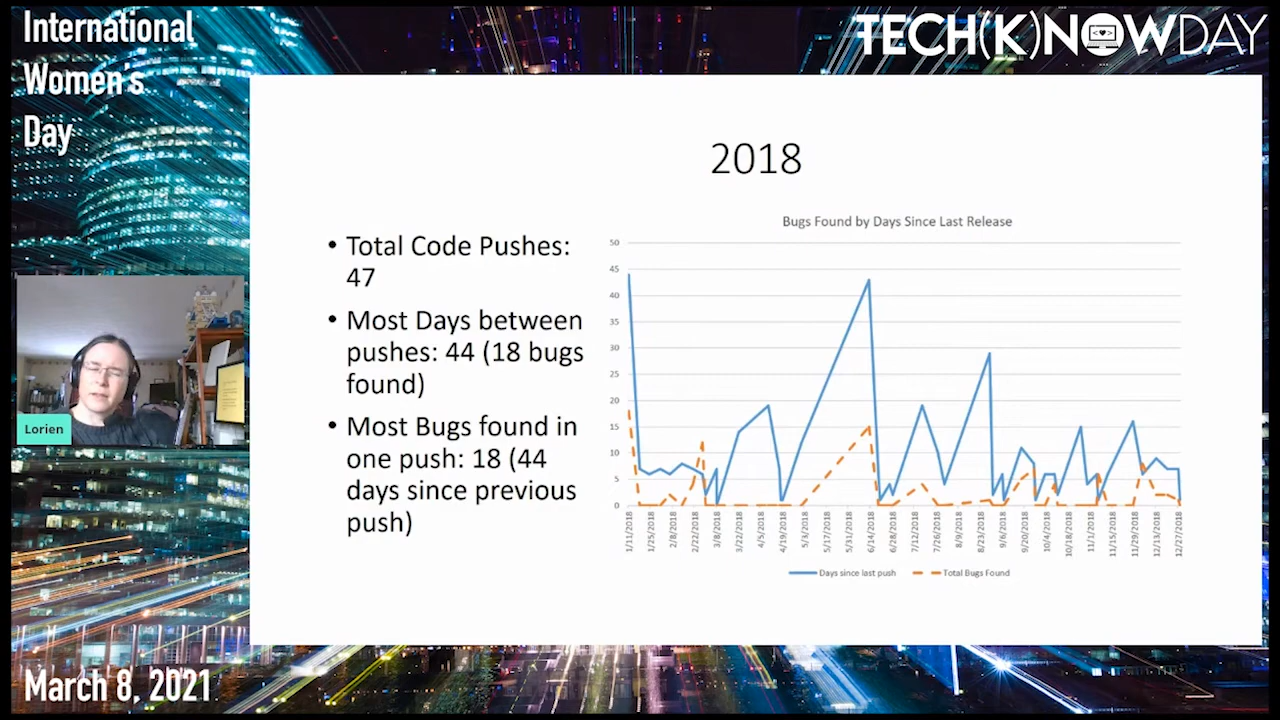 International
Women's
Day
TECH(K)NOWDAY
2018
• Total Code Pushes:
47
• Most Days between
pushes: 44 (18 bugs
found)
• Most Bugs found in
one push: 18 (44
days since previous
push)
Bugs Found by Days Since Last Release
50
45
40
35
30
25
20
15
10
5
0
1/11/2018
1/25/2018
2/8/2018
2/22/2018
3/8/2018
3/22/2018
4/5/2018
4/19/2018
5/3/2018
5/17/2018
5/31/2018
6/14/2018
6/28/2018
7/12/2018
7/26/2018
8/9/2018
8/23/2018
9/6/2018
9/20/2018
10/4/2018
10/18/2018
11/1/2018
11/15/2018
11/29/2018
12/13/2018
12/27/2018
Days since last push
Total Bugs Found
Lorien
March 8, 2021